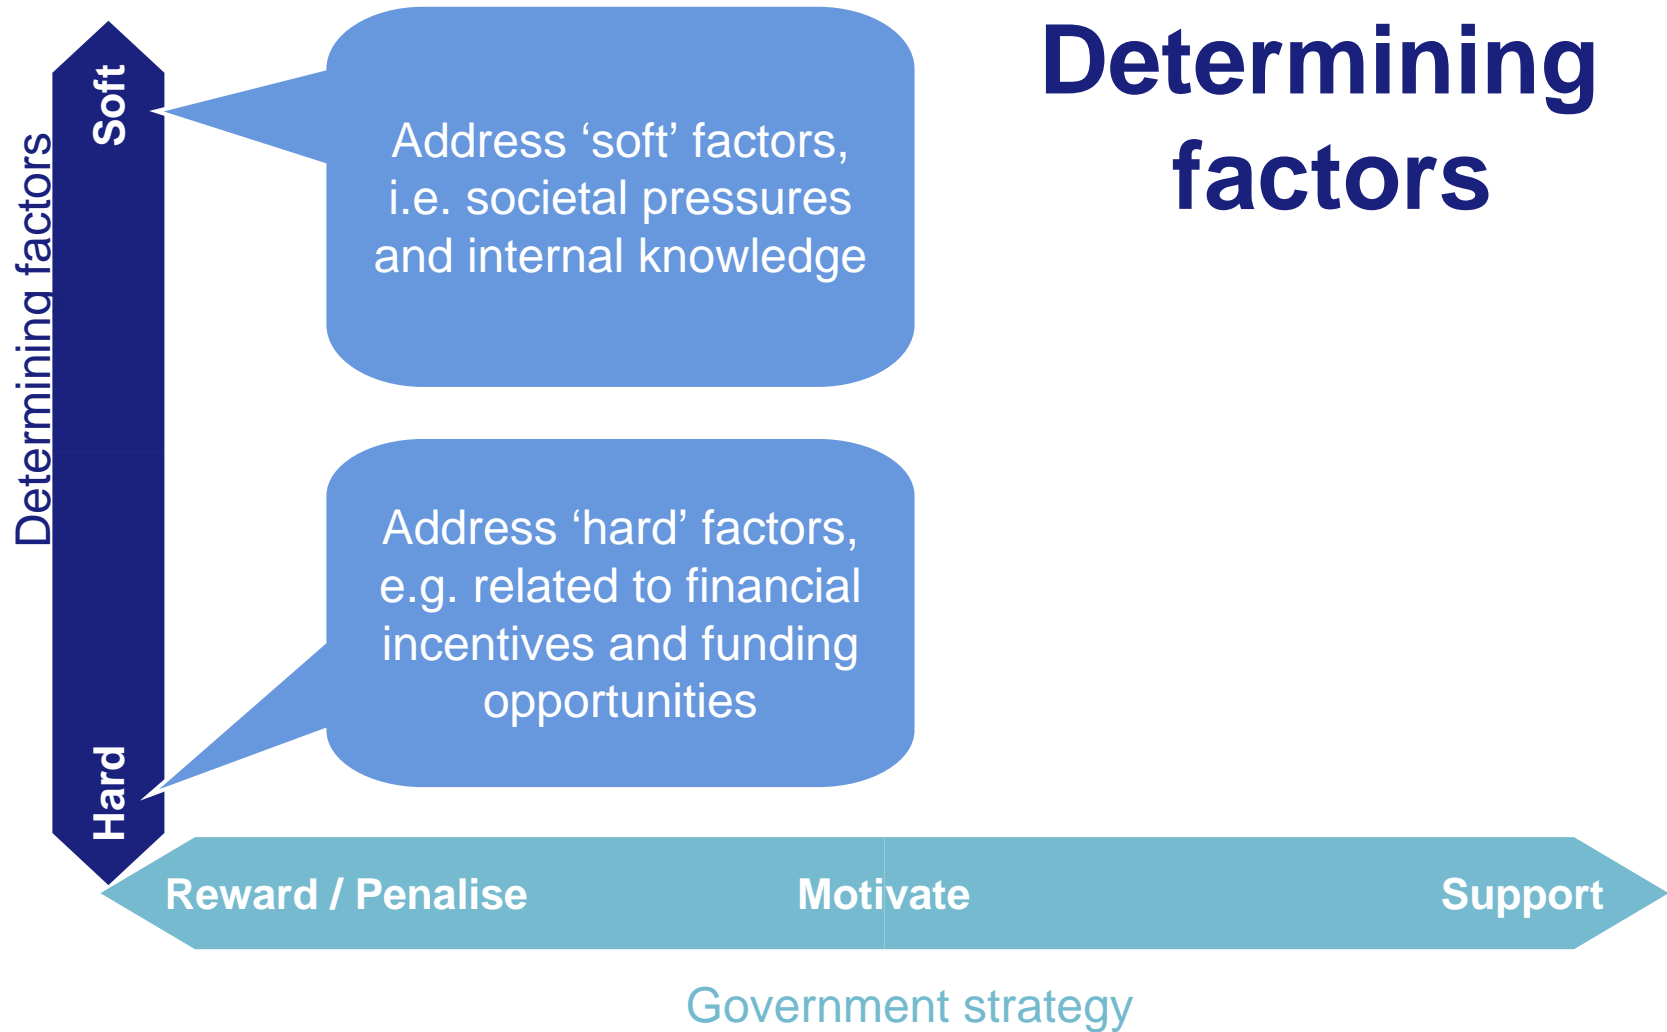 Determining
factors
Determining factors
Soft
Hard
Address ‘soft’ factors,
i.e. societal pressures
and internal knowledge
Address ‘hard’ factors,
e.g. related to financial
incentives and funding
opportunities
Reward / Penalise
Motivate
Support
Government strategy